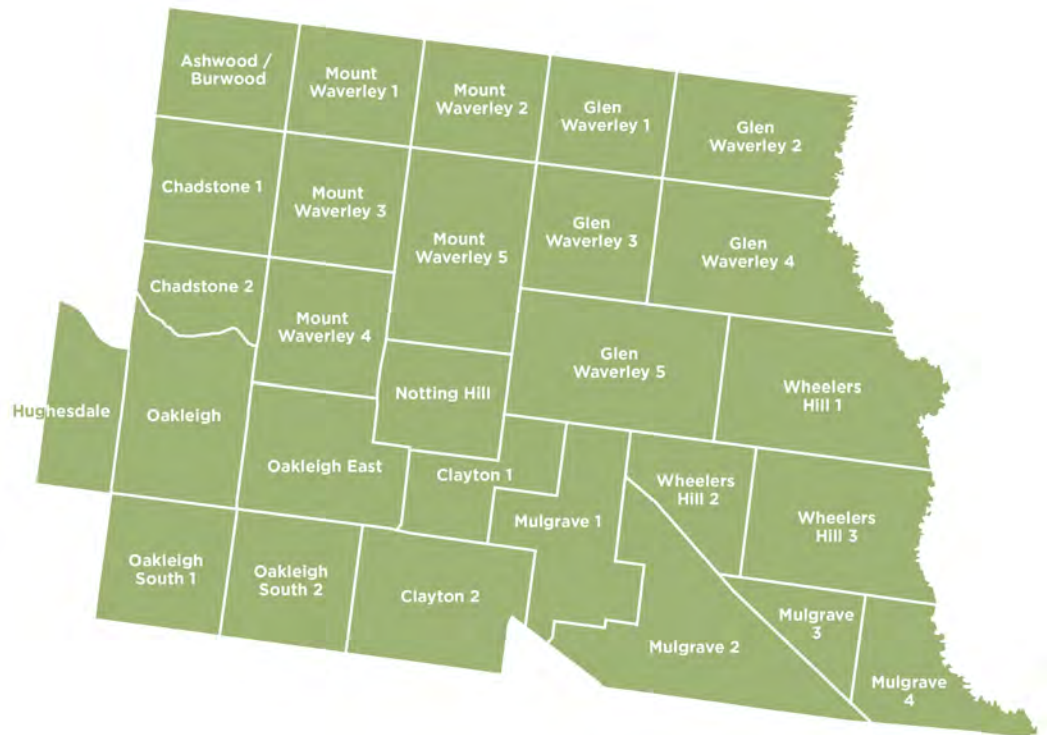 Ashwood /
Burwood
Mount
Waverley 1
Mount
Waverley 2
Glen
Waverley 1
Glen
Waverley 2
Chadstone 1
Mount
Waverley 3
Mount
Waverley 5
Glen
Waverley 3
Glen
Waverley 4
Chadstone 2
Mount
Waverley 4
Glen
Waverley 5
Wheelers
Hill 1
Hughesdale
Oakleigh
Notting Hill
Oakleigh East
Clayton 1
Mulgrave 1
Wheelers
Hill 2
Wheelers
Hill 3
Oakleigh
South 1
Oakleigh
South 2
Clayton 2
Mulgrave 2
Mulgrave
3
Mulgrave
4